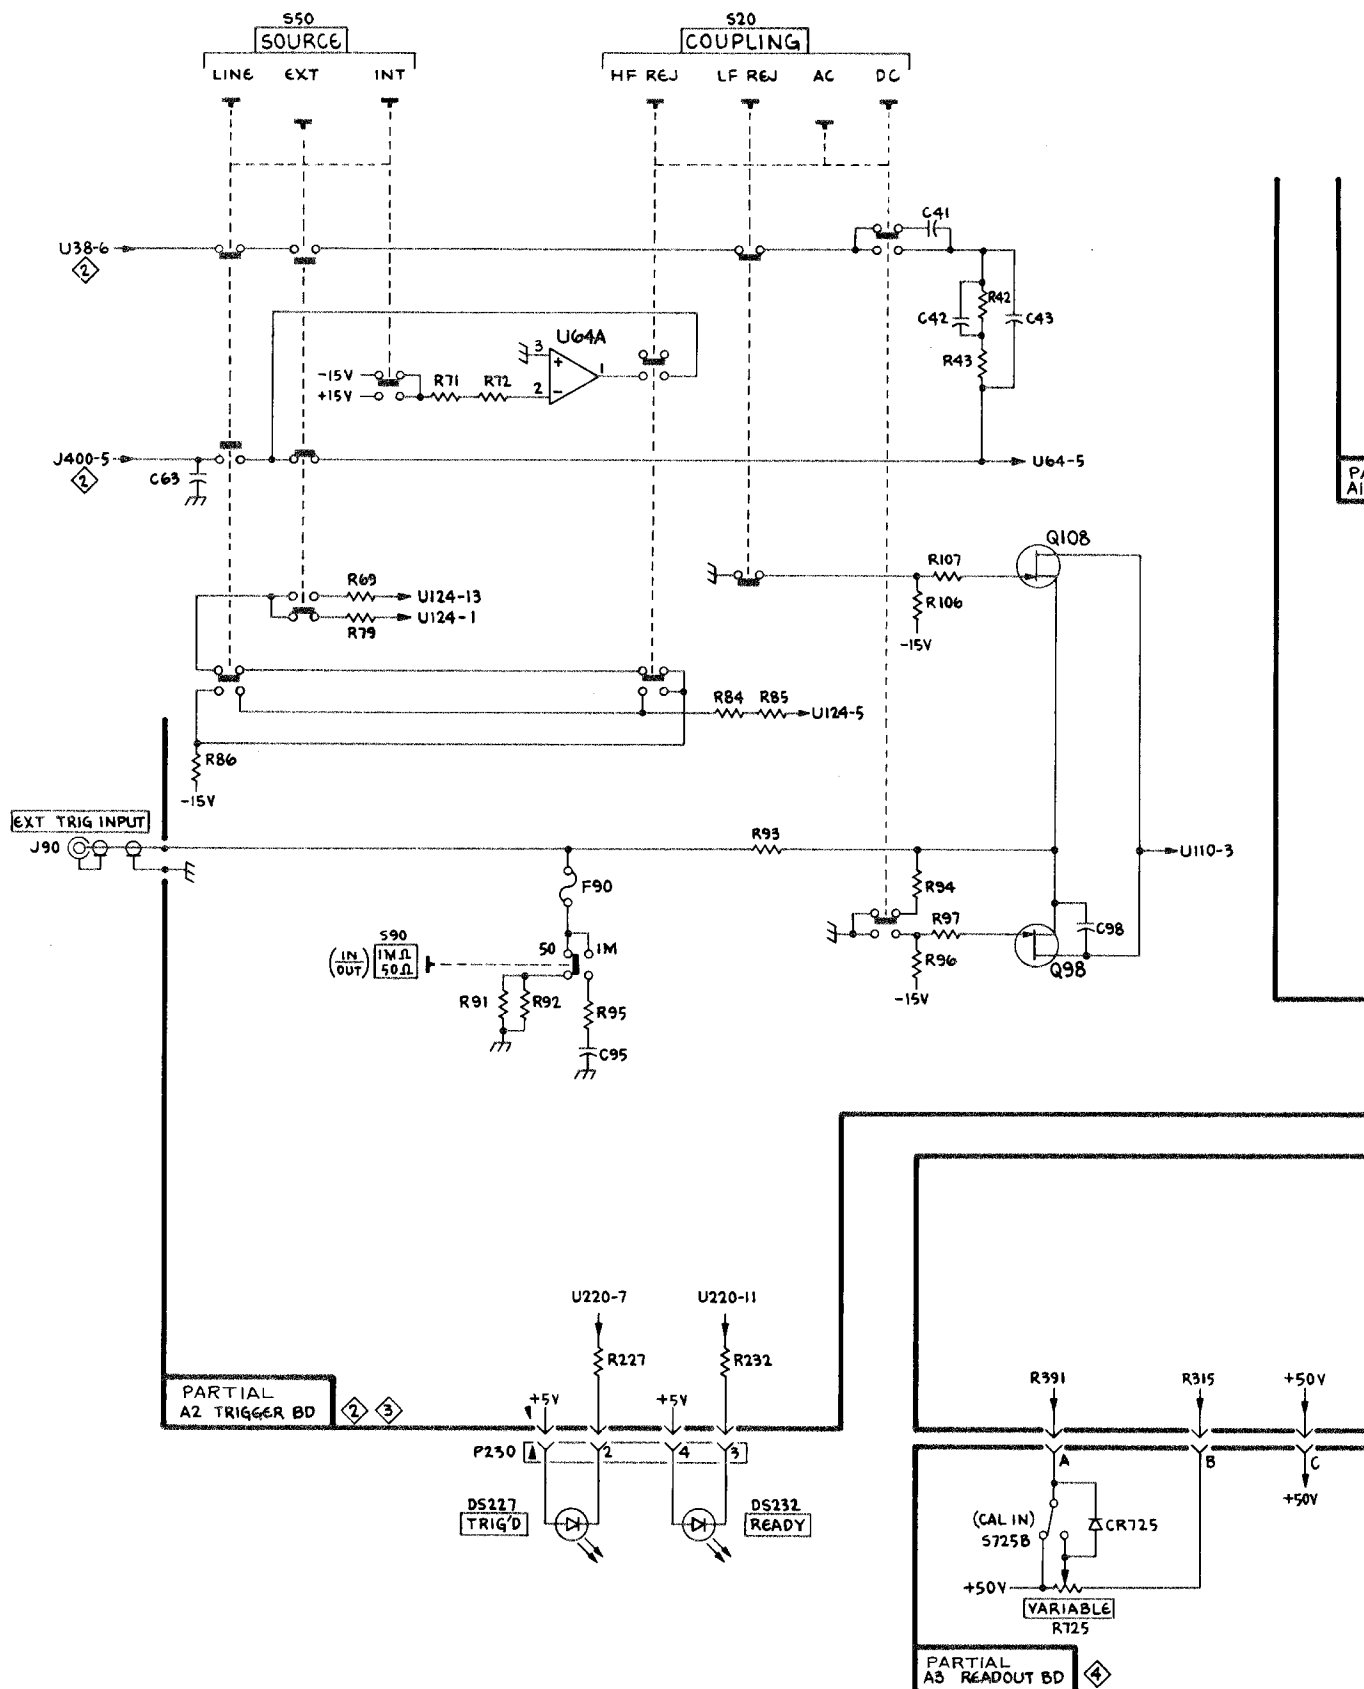 S50
SOURCE
LINE EXT INT
S20
COUPLING
HF REJ LF REJ AC DC
U38-6
2
C41
R42
C42
C43
R43
U64A
3
+
1
2
−
-15V
+15V
R71 R72
J400-5
2
C63
U64-5
PA
A1
Q108
R107
R106
-15V
R69
U124-13
U124-1
R79
R84 R85
U124-5
R86
-15V
EXT TRIG INPUT
J90
R93
U110-3
F90
R94
R97
C98
R96
Q98
-15V
S90
(IN/OUT) 1MΩ
50Ω
50 1M
R91 R92
R95
C95
U220-7 U220-11
R227 R232
+5V +5V
PARTIAL
A2 TRIGGER BD
2 3
P230 2 4 3
DS227
TRIG'D
DS232
READY
R391 R315 +50V
A B C
+50V
(CAL IN)
S725B
CR725
+50V
VARIABLE
R725
PARTIAL
A3 READOUT BD
4